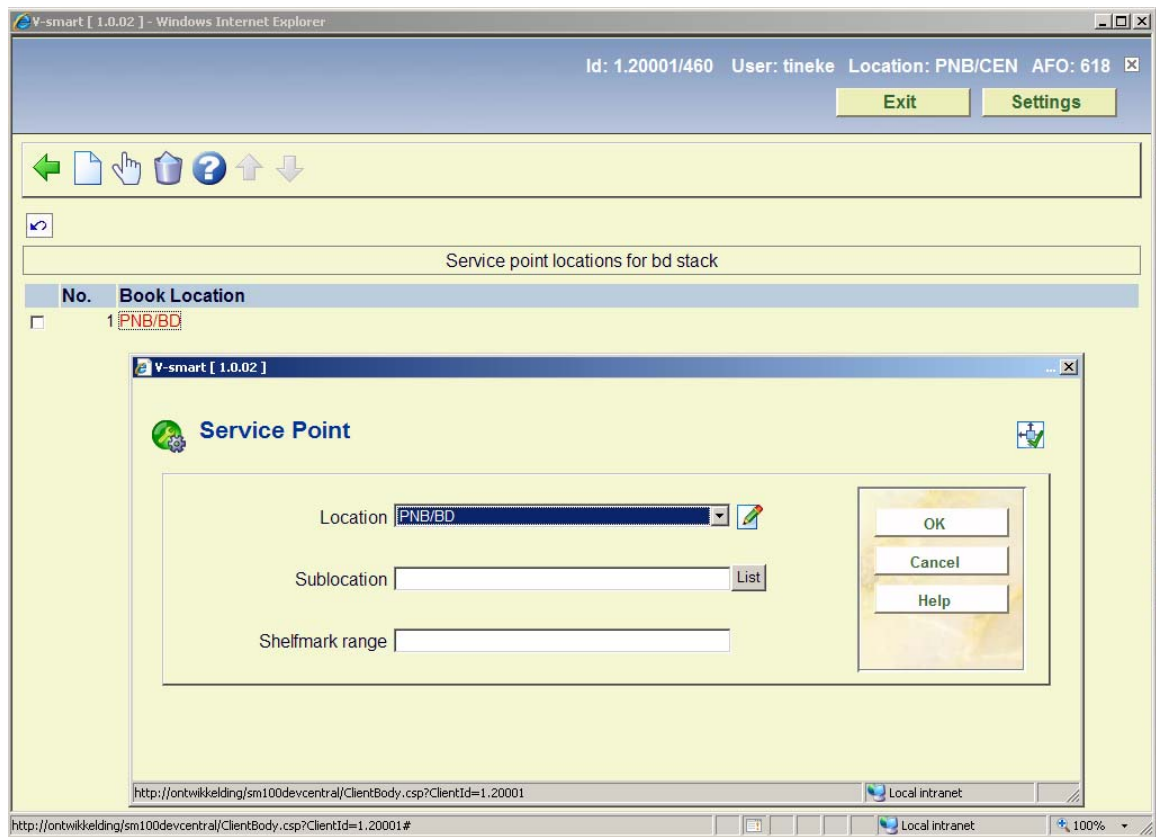 V-smart [ 1.0.02 ] - Windows Internet Explorer
Id: 1.20001/460 User: tineke Location: PNB/CEN AFO: 618
Exit Settings
Service point locations for bd stack
No. Book Location
1 PNB/BD
V-smart [ 1.0.02 ] ...
Service Point
Location PNB/BD
Sublocation List
Shelfmark range
OK
Cancel
Help
http://ontwikkelding/sm100devcentral/ClientBody.csp?ClientId=1.20001 Local intranet
http://ontwikkelding/sm100devcentral/ClientBody.csp?ClientId=1.20001# Local intranet 100%